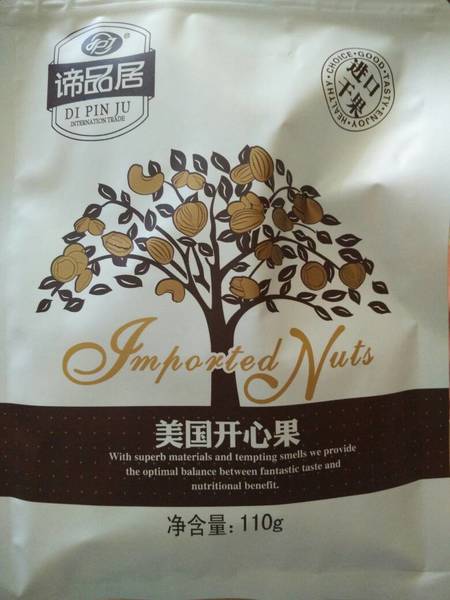 ®
谛品居
DI PIN JU
INTERNATION TRADE
HEALTHY·CHOICE·GOOD·TASTY·ENJOY
进口
干果
Imported Nuts
美国开心果
With superb materials and tempting smells we provide
the optimal balance between fantastic taste and
nutritional benefit.
净含量: 110g